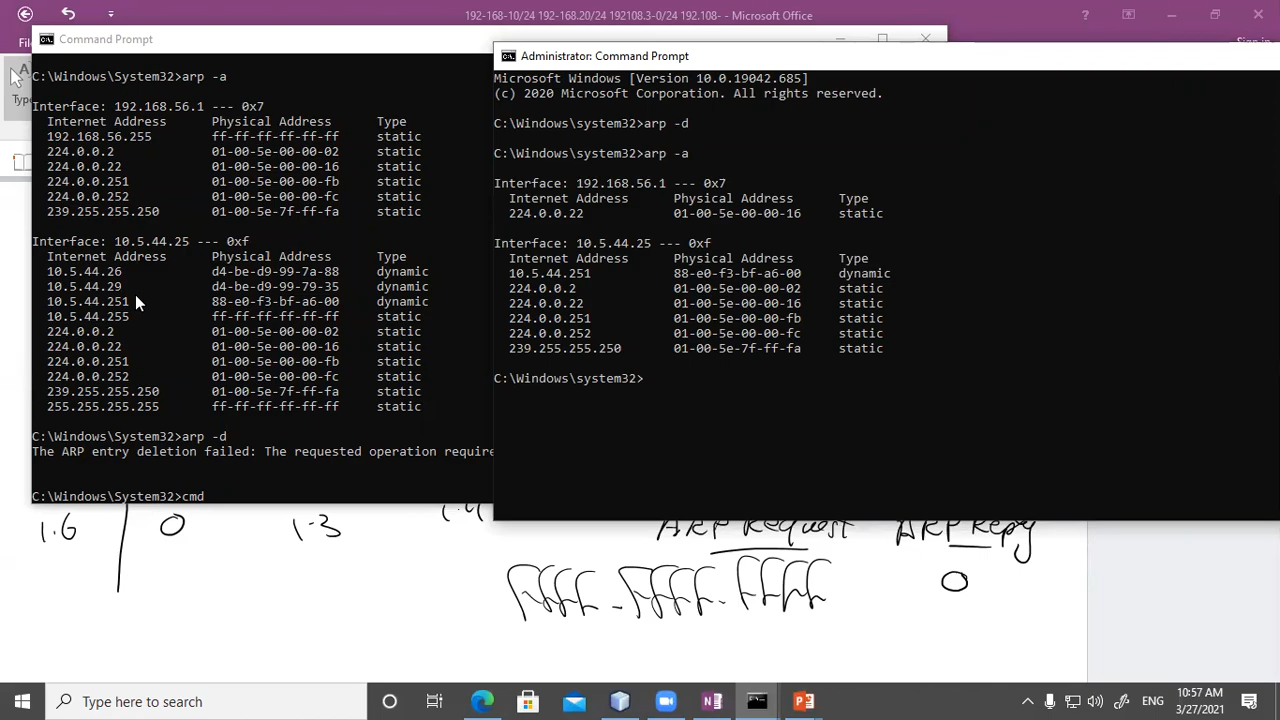 192-168-10/24 192-168.20/24 192108.3-0/24 192.108- - Microsoft Office
Command Prompt
C:\Windows\System32>arp -a
Interface: 192.168.56.1 --- 0x7
Internet Address Physical Address Type
192.168.56.255 ff-ff-ff-ff-ff-ff static
224.0.0.2 01-00-5e-00-00-02 static
224.0.0.22 01-00-5e-00-00-16 static
224.0.0.251 01-00-5e-00-00-fb static
224.0.0.252 01-00-5e-00-00-fc static
239.255.255.250 01-00-5e-7f-ff-fa static
Interface: 10.5.44.25 --- 0xf
Internet Address Physical Address Type
10.5.44.26 d4-be-d9-99-7a-88 dynamic
10.5.44.29 d4-be-d9-99-79-35 dynamic
10.5.44.251 88-e0-f3-bf-a6-00 dynamic
10.5.44.255 ff-ff-ff-ff-ff-ff static
224.0.0.2 01-00-5e-00-00-02 static
224.0.0.22 01-00-5e-00-00-16 static
224.0.0.251 01-00-5e-00-00-fb static
224.0.0.252 01-00-5e-00-00-fc static
239.255.255.250 01-00-5e-7f-ff-fa static
255.255.255.255 ff-ff-ff-ff-ff-ff static
C:\Windows\System32>arp -d
The ARP entry deletion failed: The requested operation require
C:\Windows\System32>cmd
Administrator: Command Prompt
Microsoft Windows [Version 10.0.19042.685]
(c) 2020 Microsoft Corporation. All rights reserved.
C:\Windows\system32>arp -d
C:\Windows\system32>arp -a
Interface: 192.168.56.1 --- 0x7
Internet Address Physical Address Type
224.0.0.22 01-00-5e-00-00-16 static
Interface: 10.5.44.25 --- 0xf
Internet Address Physical Address Type
10.5.44.251 88-e0-f3-bf-a6-00 dynamic
224.0.0.2 01-00-5e-00-00-02 static
224.0.0.22 01-00-5e-00-00-16 static
224.0.0.251 01-00-5e-00-00-fb static
224.0.0.252 01-00-5e-00-00-fc static
239.255.255.250 01-00-5e-7f-ff-fa static
C:\Windows\system32>
1.6 0 1.3 1.4 ARP Request ARP Repy
FFFF - FFFF - FFFF 0
Type here to search
ENG
10:57 AM
3/27/2021